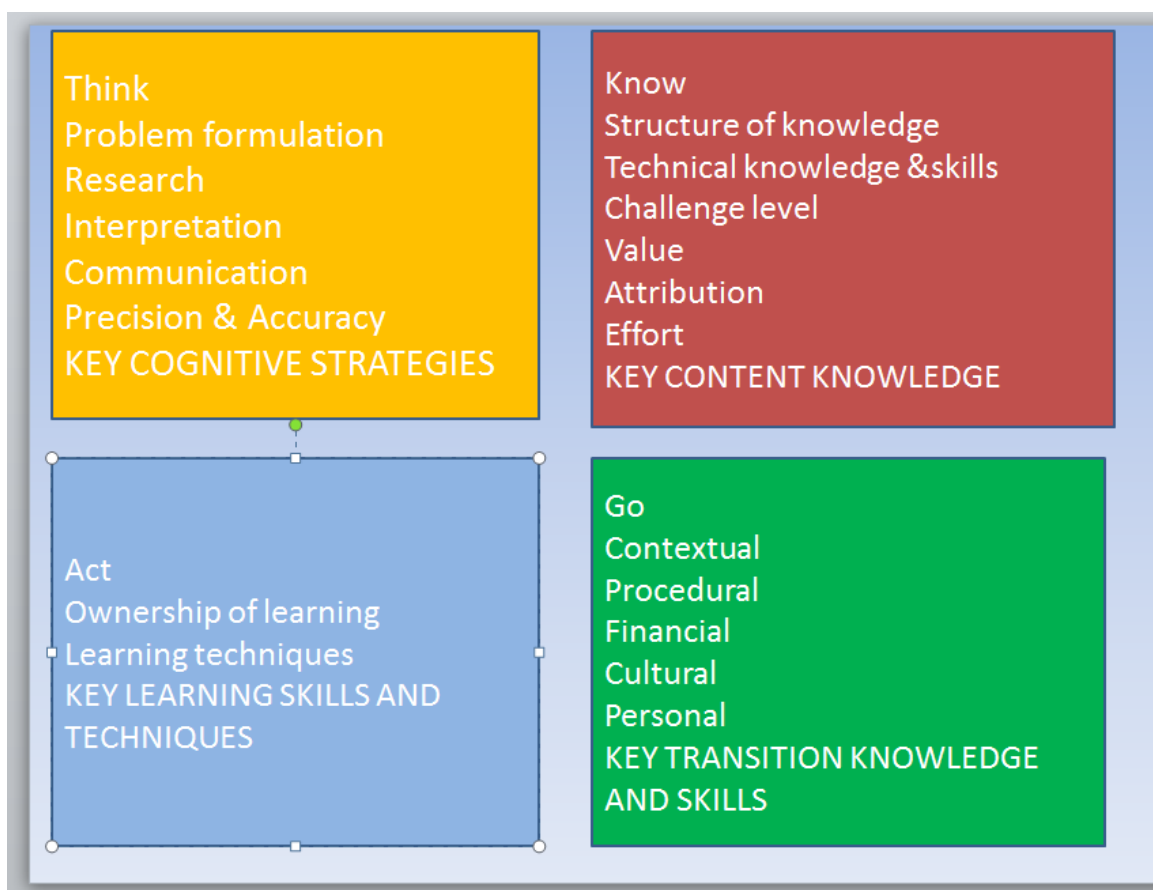 Think
Problem formulation
Research
Interpretation
Communication
Precision & Accuracy
KEY COGNITIVE STRATEGIES
Know
Structure of knowledge
Technical knowledge &skills
Challenge level
Value
Attribution
Effort
KEY CONTENT KNOWLEDGE
Act
Ownership of learning
Learning techniques
KEY LEARNING SKILLS AND
TECHNIQUES
Go
Contextual
Procedural
Financial
Cultural
Personal
KEY TRANSITION KNOWLEDGE
AND SKILLS